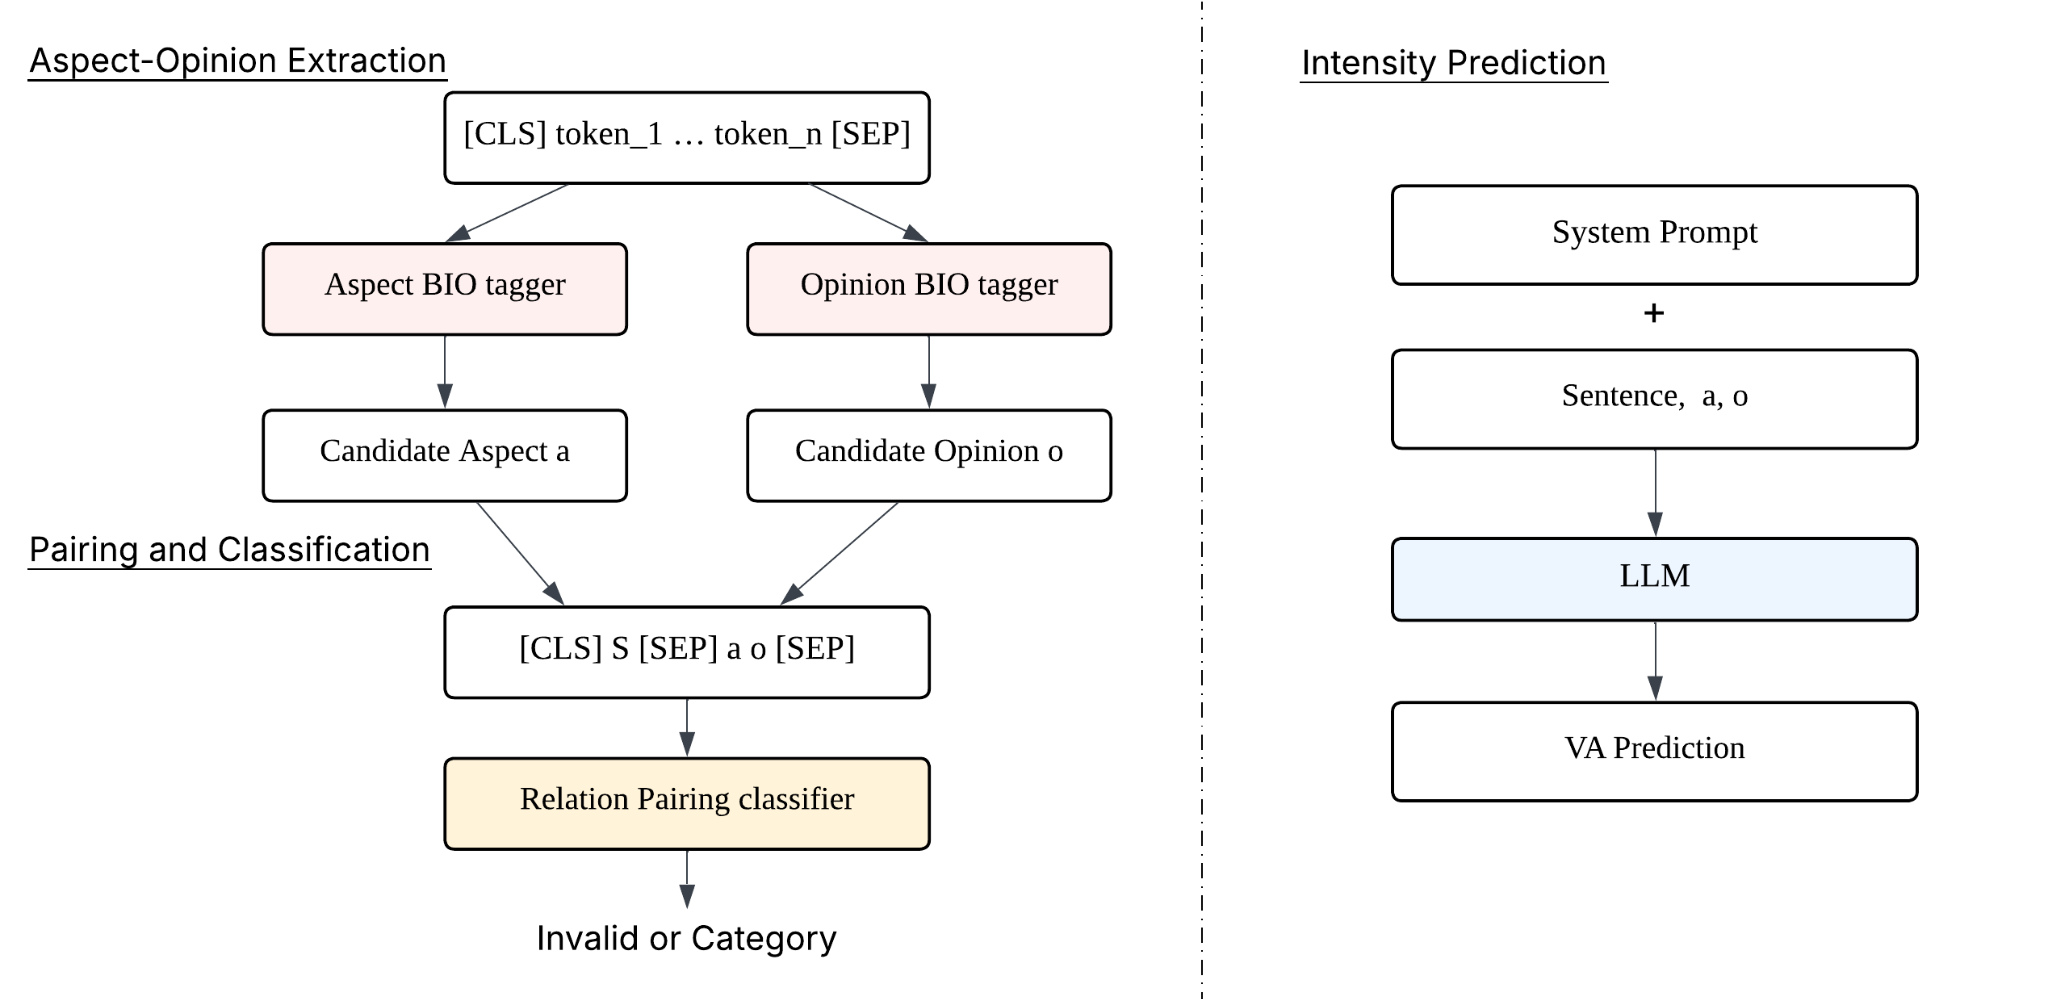 Aspect-Opinion Extraction
[CLS] token_1 … token_n [SEP]
Aspect BIO tagger
Opinion BIO tagger
Candidate Aspect a
Candidate Opinion o
Pairing and Classification
[CLS] S [SEP] a o [SEP]
Relation Pairing classifier
Invalid or Category
Intensity Prediction
System Prompt
+
Sentence, a, o
LLM
VA Prediction